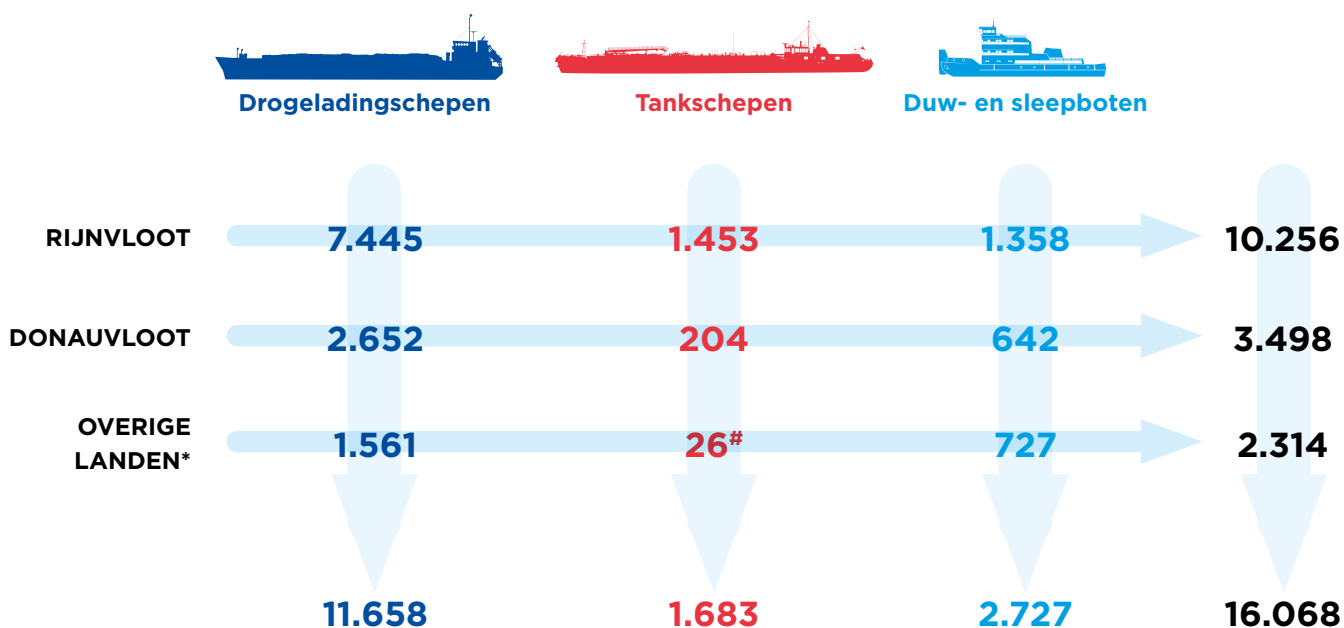 Drogeladingschepen Tankschepen Duw- en sleepboten
RIJNVLOOT 7.445 1.453 1.358 10.256
DONAUVLOOT 2.652 204 642 3.498
OVERIGE
LANDEN* 1.561 26# 727 2.314
11.658 1.683 2.727 16.068